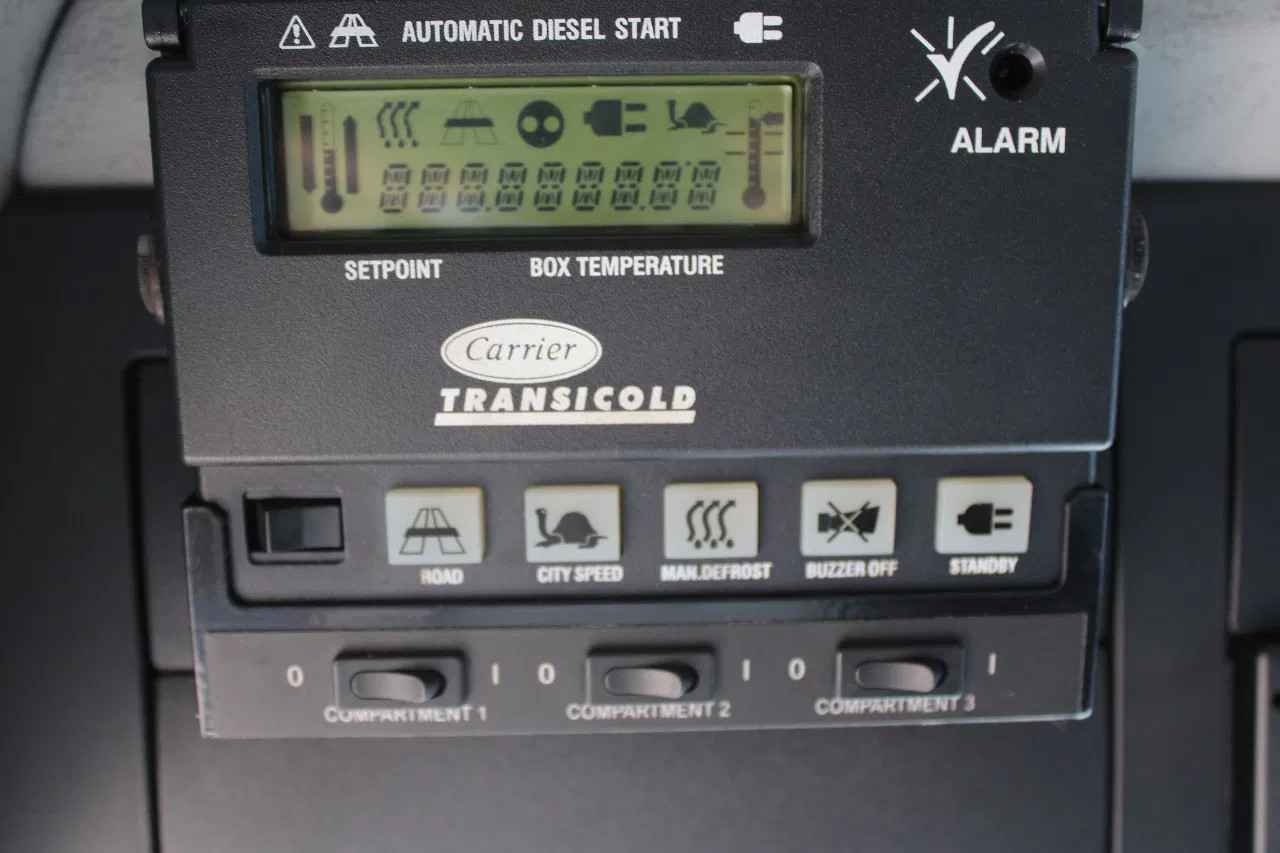 AUTOMATIC DIESEL START
ALARM
SETPOINT BOX TEMPERATURE
Carrier
TRANSICOLD
ROAD CITY SPEED MAN.DEFROST BUZZER OFF STANDBY
0 I 0 I 0 I
COMPARTMENT 1 COMPARTMENT 2 COMPARTMENT 3